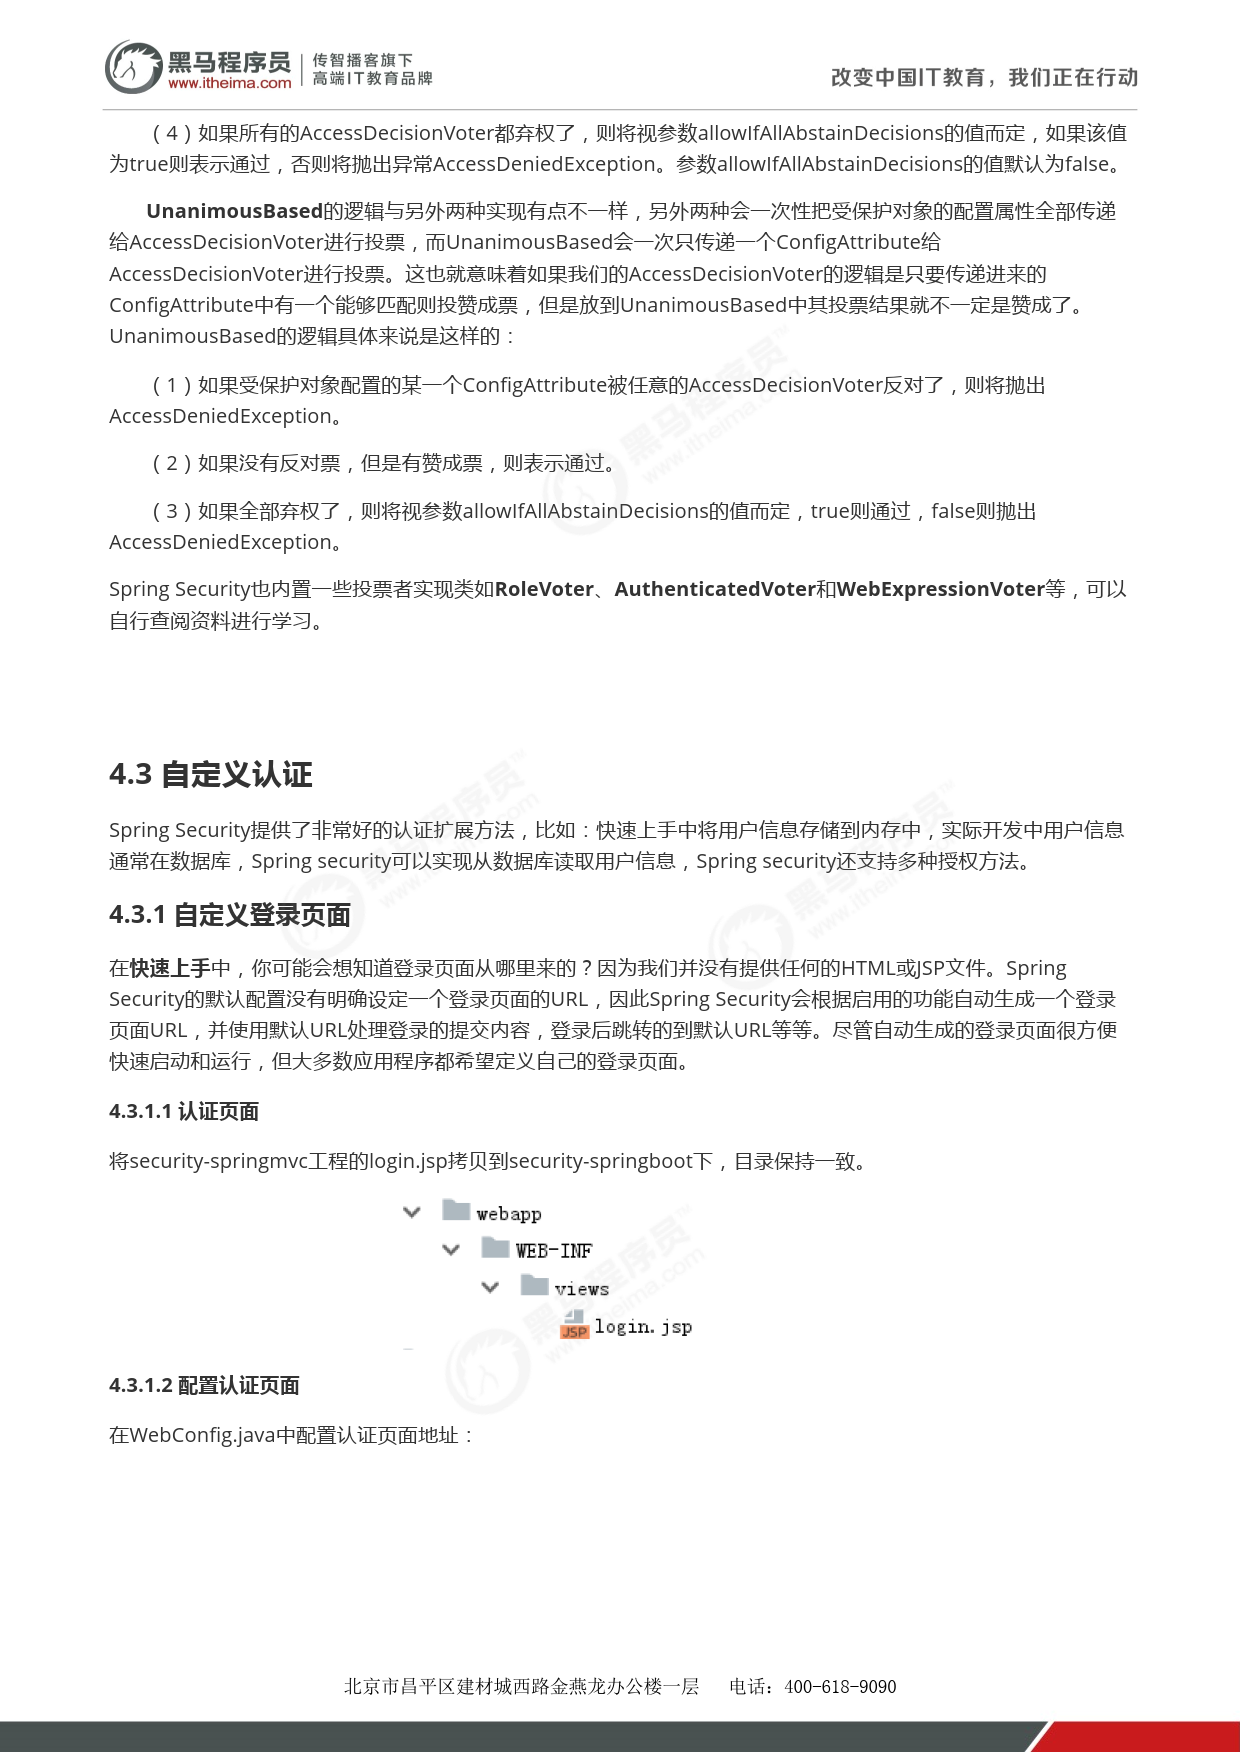 黑马程序员
www.itheima.com
传智播客旗下
高端IT教育品牌
改变中国IT教育，我们正在行动
（4）如果所有的AccessDecisionVoter都弃权了，则将视参数allowIfAllAbstainDecisions的值而定，如果该值
为true则表示通过，否则将抛出异常AccessDeniedException。参数allowIfAllAbstainDecisions的值默认为false。
UnanimousBased的逻辑与另外两种实现有点不一样，另外两种会一次性把受保护对象的配置属性全部传递
给AccessDecisionVoter进行投票，而UnanimousBased会一次只传递一个ConfigAttribute给
AccessDecisionVoter进行投票。这也就意味着如果我们的AccessDecisionVoter的逻辑是只要传递进来的
ConfigAttribute中有一个能够匹配则投赞成票，但是放到UnanimousBased中其投票结果就不一定是赞成了。
UnanimousBased的逻辑具体来说是这样的：
（1）如果受保护对象配置的某一个ConfigAttribute被任意的AccessDecisionVoter反对了，则将抛出
AccessDeniedException。
（2）如果没有反对票，但是有赞成票，则表示通过。
（3）如果全部弃权了，则将视参数allowIfAllAbstainDecisions的值而定，true则通过，false则抛出
AccessDeniedException。
Spring Security也内置一些投票者实现类如RoleVoter、AuthenticatedVoter和WebExpressionVoter等，可以
自行查阅资料进行学习。
4.3 自定义认证
Spring Security提供了非常好的认证扩展方法，比如：快速上手中将用户信息存储到内存中，实际开发中用户信息
通常在数据库，Spring security可以实现从数据库读取用户信息，Spring security还支持多种授权方法。
4.3.1 自定义登录页面
在快速上手中，你可能会想知道登录页面从哪里来的？因为我们并没有提供任何的HTML或JSP文件。Spring
Security的默认配置没有明确设定一个登录页面的URL，因此Spring Security会根据启用的功能自动生成一个登录
页面URL，并使用默认URL处理登录的提交内容，登录后跳转的到默认URL等等。尽管自动生成的登录页面很方便
快速启动和运行，但大多数应用程序都希望定义自己的登录页面。
4.3.1.1 认证页面
将security-springmvc工程的login.jsp拷贝到security-springboot下，目录保持一致。
webapp
WEB-INF
views
JSP login.jsp
4.3.1.2 配置认证页面
在WebConfig.java中配置认证页面地址：
北京市昌平区建材城西路金燕龙办公楼一层 电话：400-618-9090